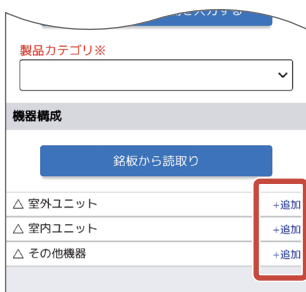 製品カテゴリ※
機器構成
銘板から読取り
△ 室外ユニット +追加
△ 室内ユニット +追加
△ その他機器 +追加